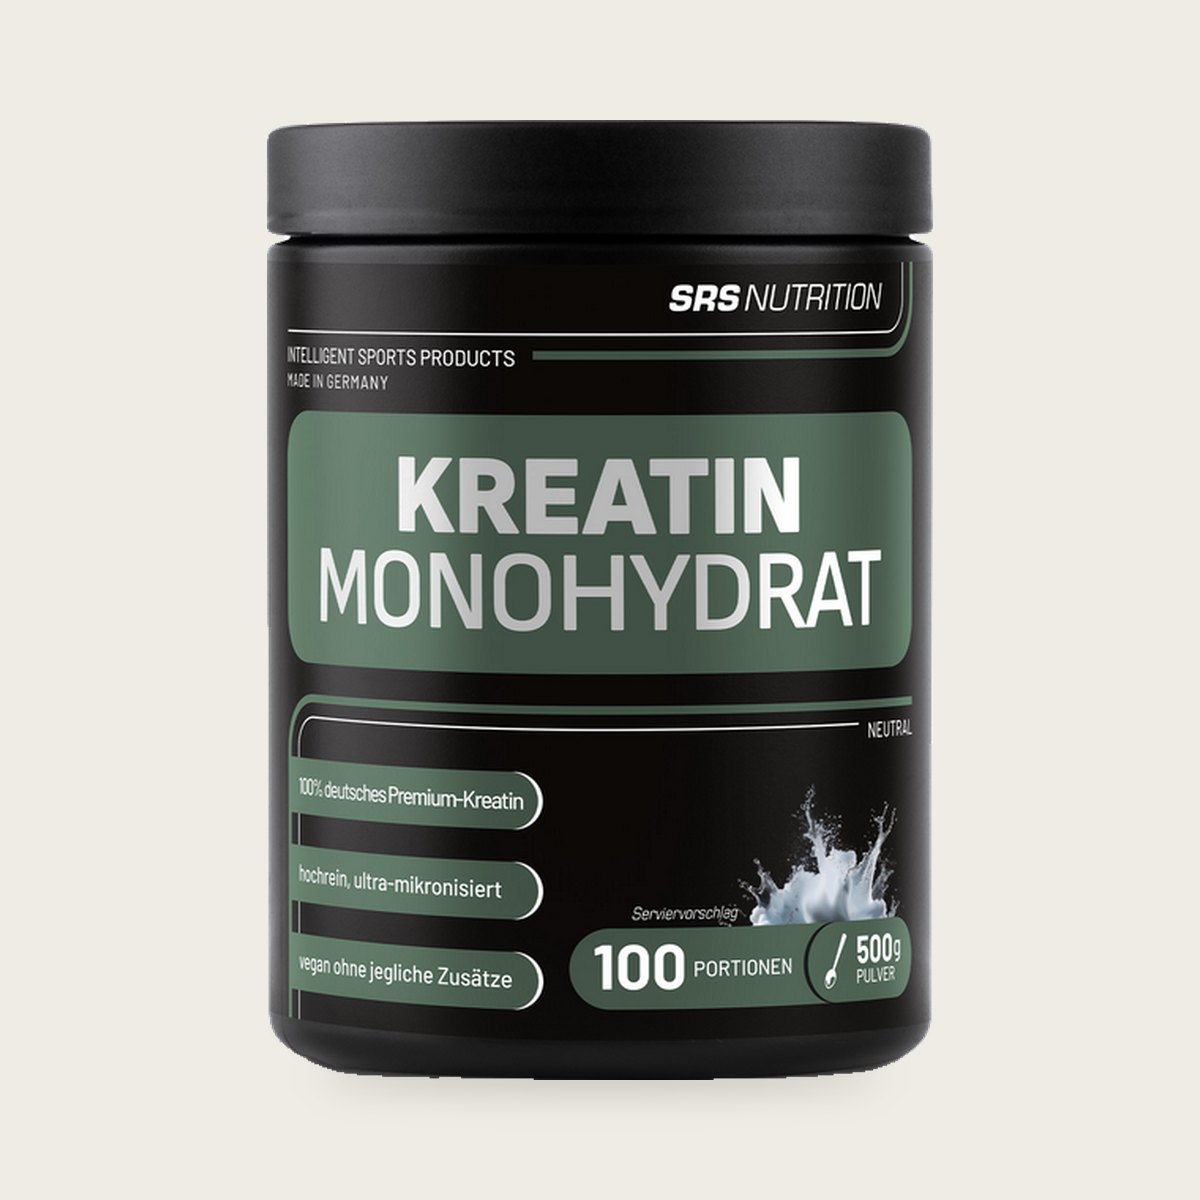 SRS NUTRITION
INTELLIGENT SPORTS PRODUCTS
MADE IN GERMANY
KREATIN
MONOHYDRAT
NEUTRAL
100% deutsches Premium-Kreatin
hochrein, ultra-mikronisiert
vegan ohne jegliche Zusätze
Serviervorschlag
100 PORTIONEN
500g
PULVER